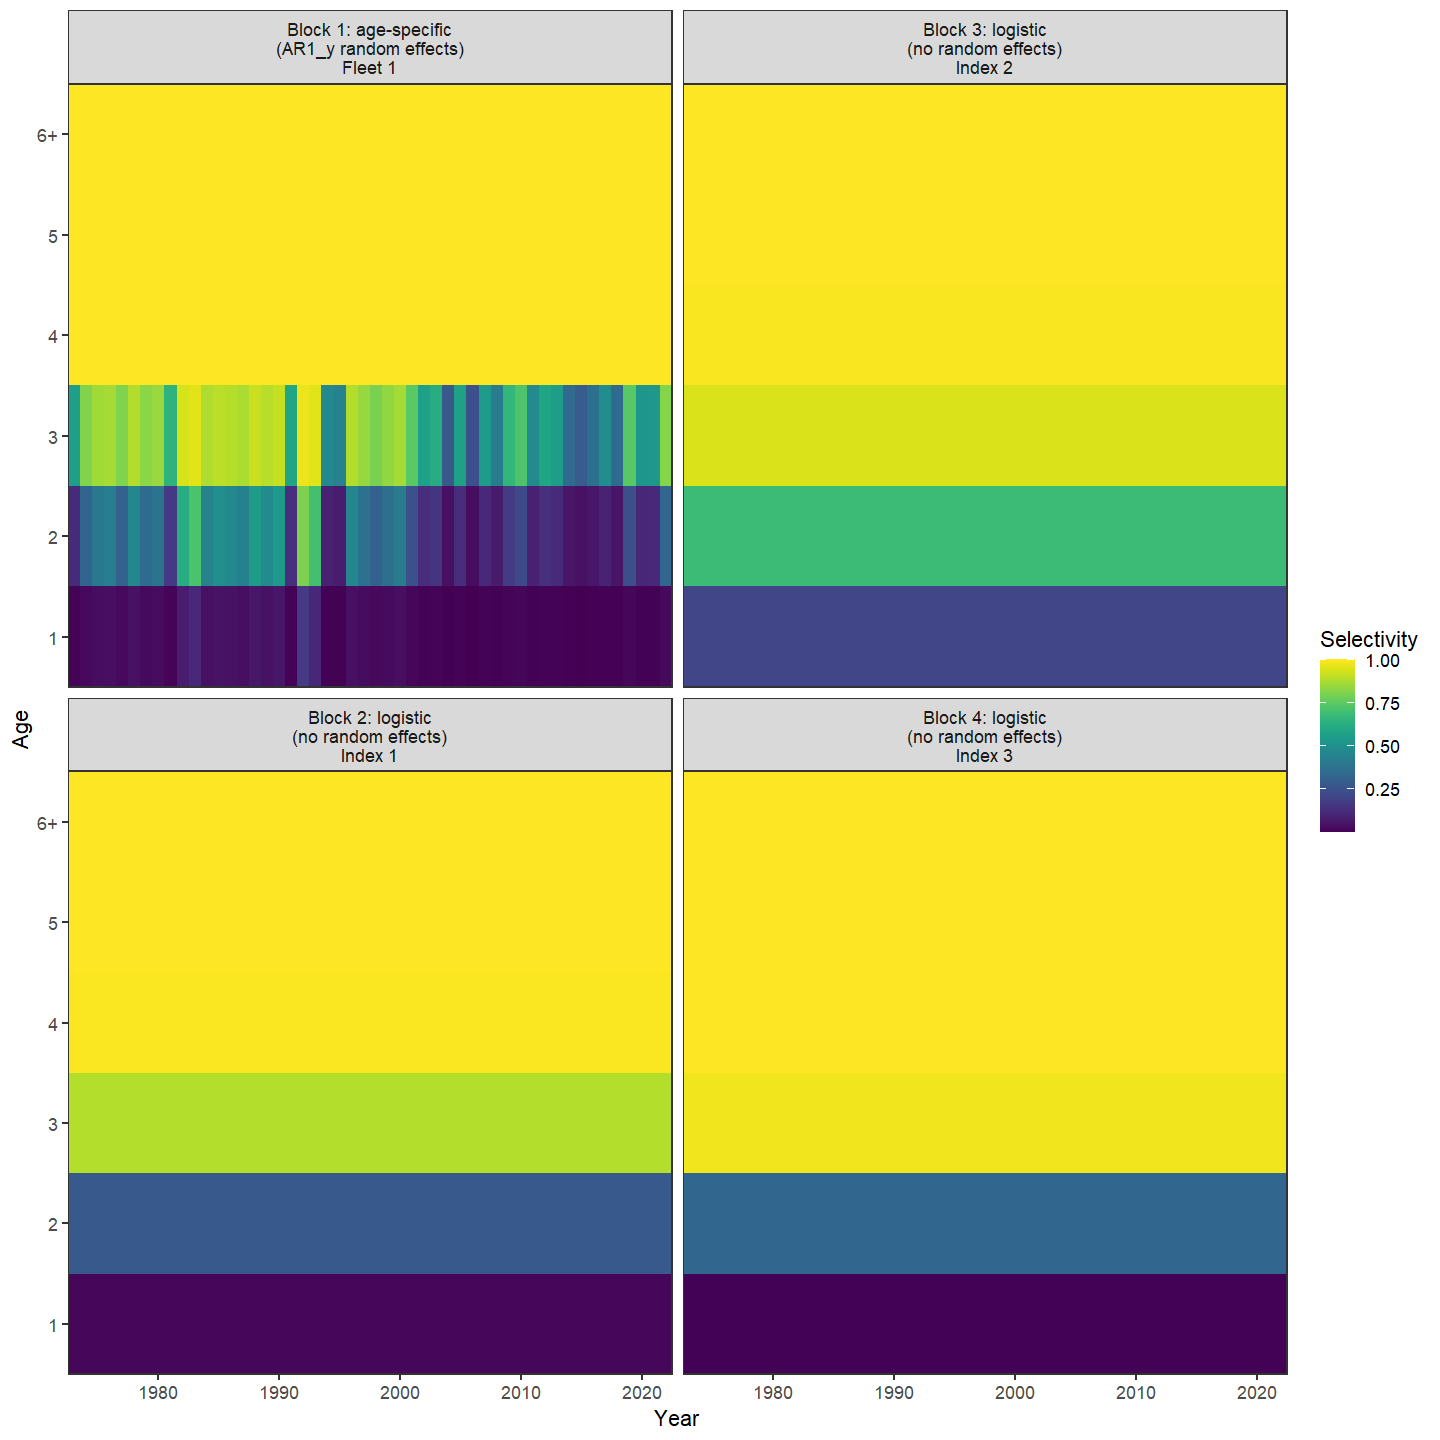 Block 1: age-specific
(AR1_y random effects)
Fleet 1
Block 3: logistic
(no random effects)
Index 2
6+
5
4
3
2
1
Block 2: logistic
(no random effects)
Index 1
Block 4: logistic
(no random effects)
Index 3
6+
5
4
3
2
1
Age
1980
1990
2000
2010
2020
1980
1990
2000
2010
2020
Year
Selectivity
1.00
0.75
0.50
0.25